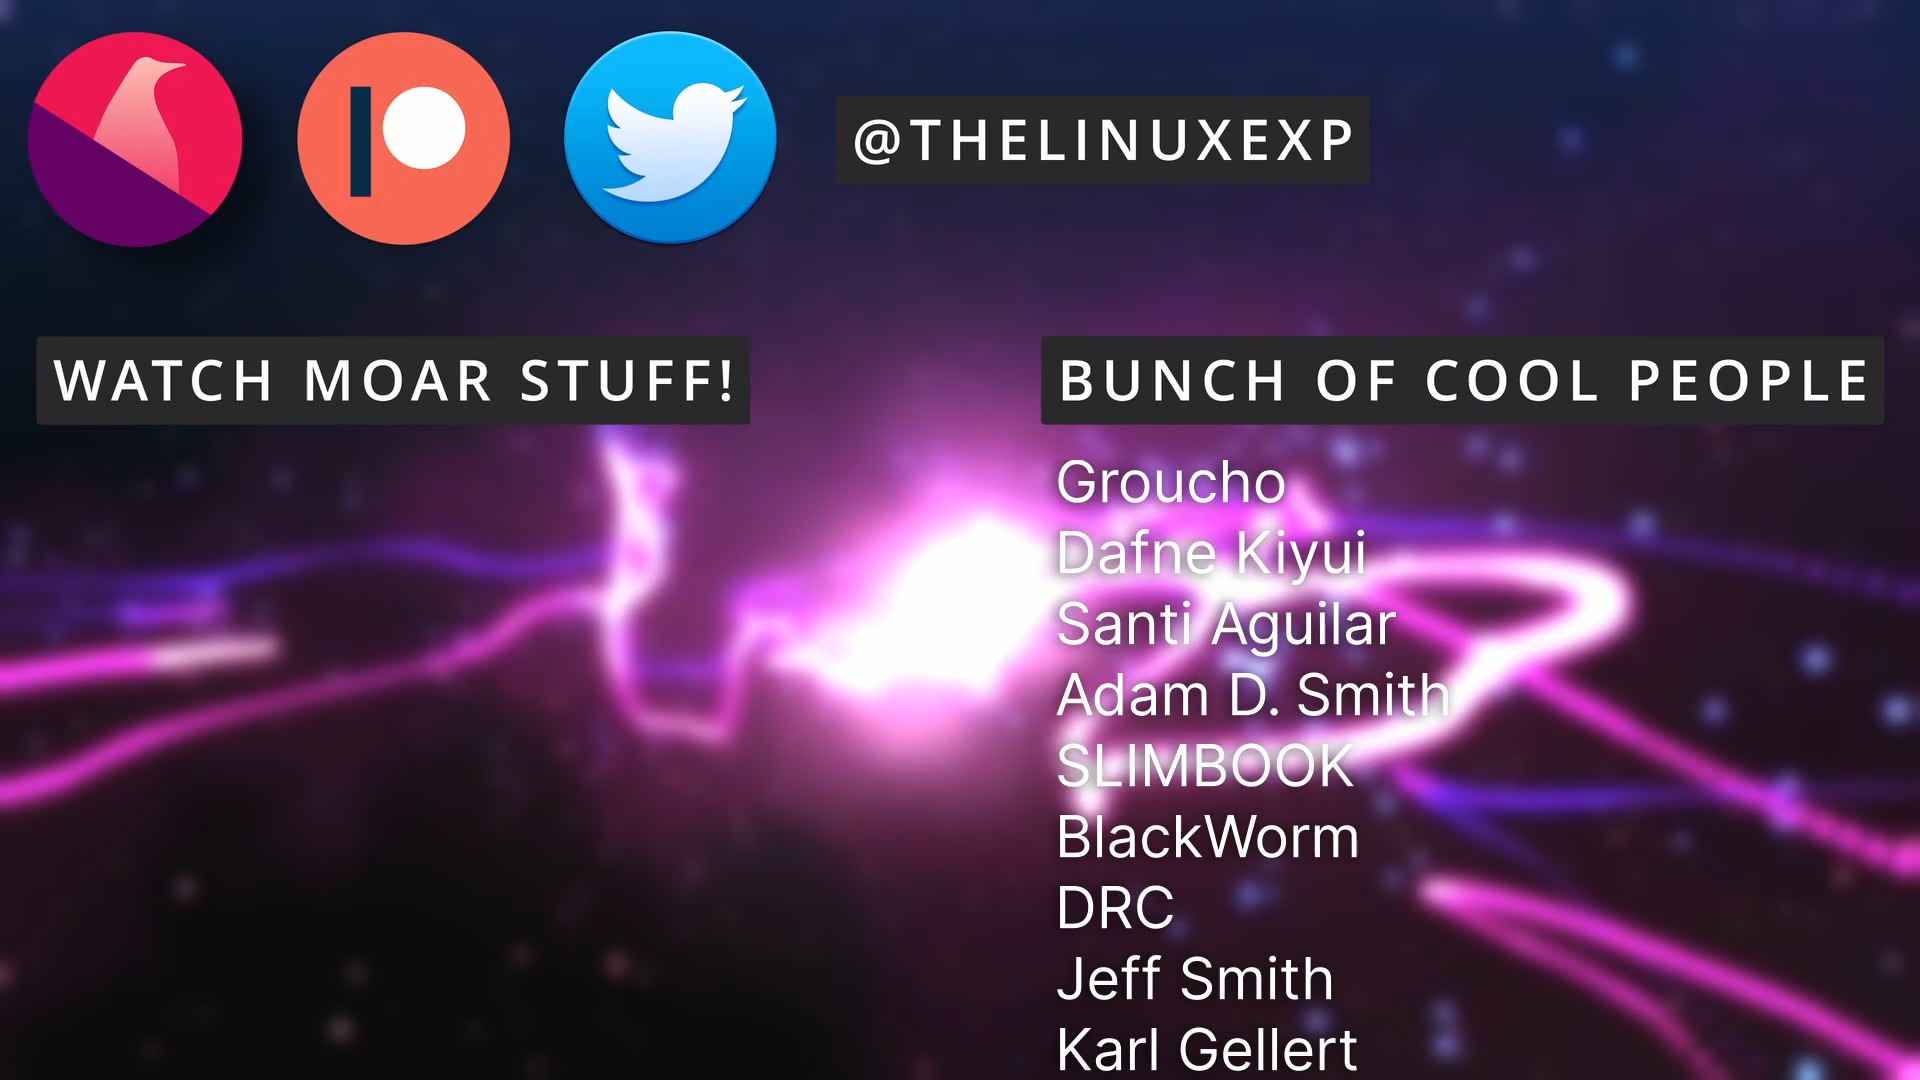 @THELINUXEXP
WATCH MOAR STUFF!
BUNCH OF COOL PEOPLE
Groucho
Dafne Kiyui
Santi Aguilar
Adam D. Smith
SLIMBOOK
BlackWorm
DRC
Jeff Smith
Karl Gellert